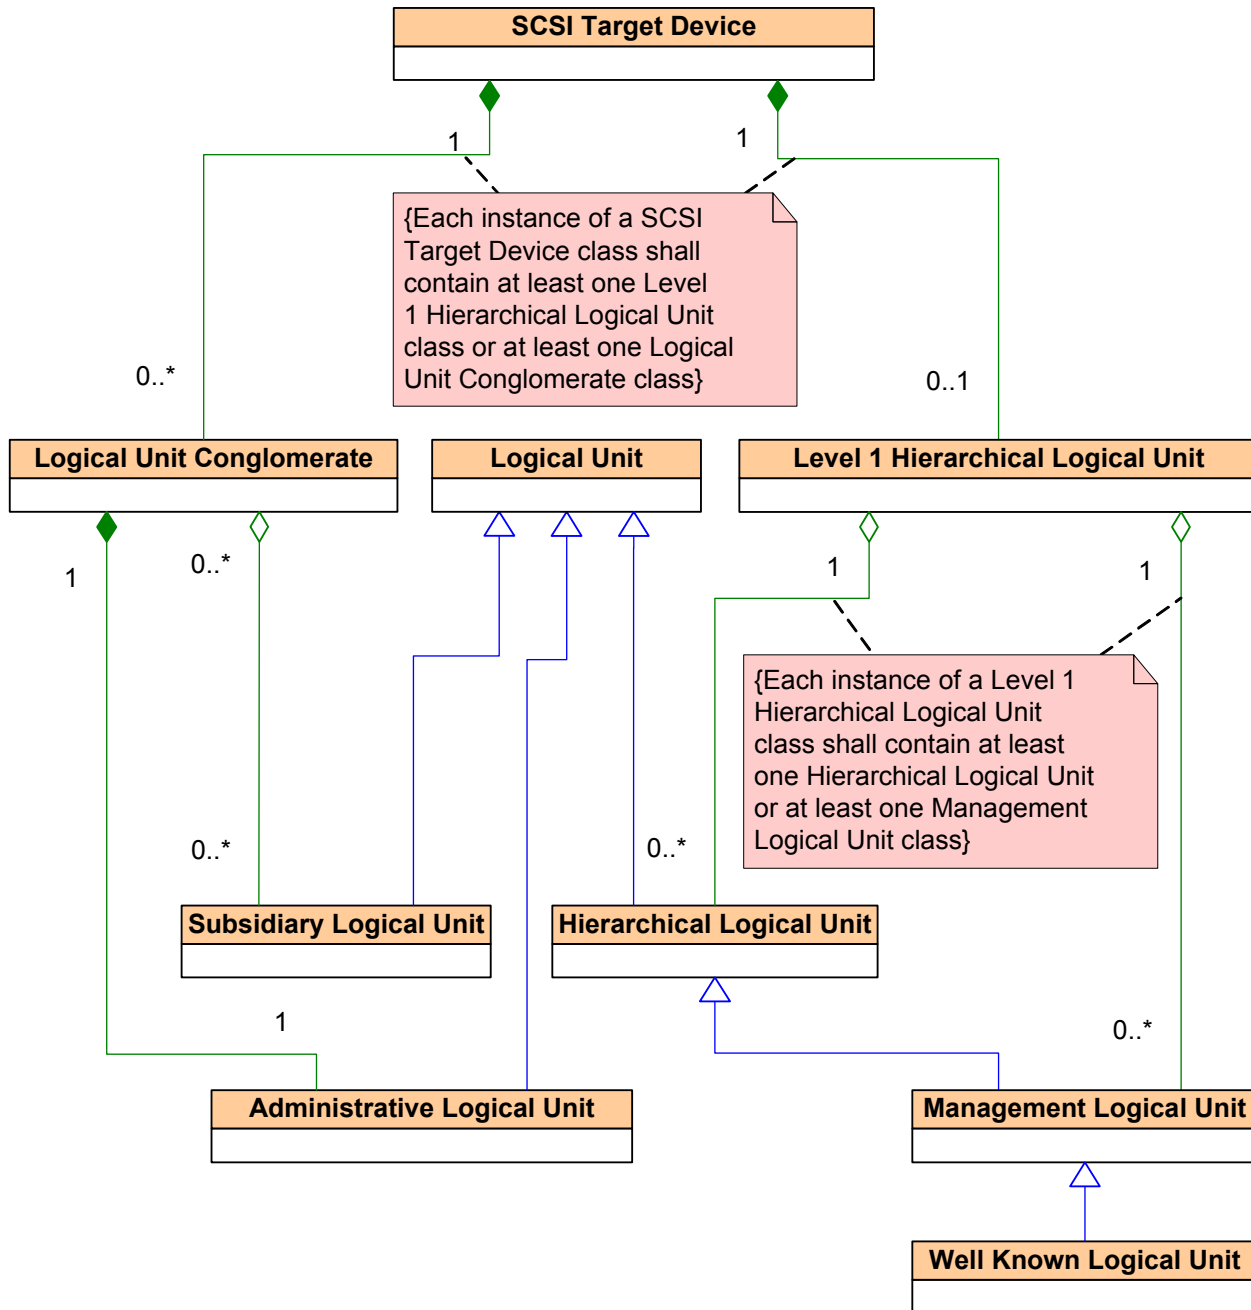 SCSI Target Device
1
1
{Each instance of a SCSI
Target Device class shall
contain at least one Level
1 Hierarchical Logical Unit
class or at least one Logical
Unit Conglomerate class}
0..*
0..1
Logical Unit Conglomerate
Logical Unit
Level 1 Hierarchical Logical Unit
1
0..*
1
1
{Each instance of a Level 1
Hierarchical Logical Unit
class shall contain at least
one Hierarchical Logical Unit
or at least one Management
Logical Unit class}
0..*
0..*
Subsidiary Logical Unit
Hierarchical Logical Unit
1
0..*
Administrative Logical Unit
Management Logical Unit
Well Known Logical Unit